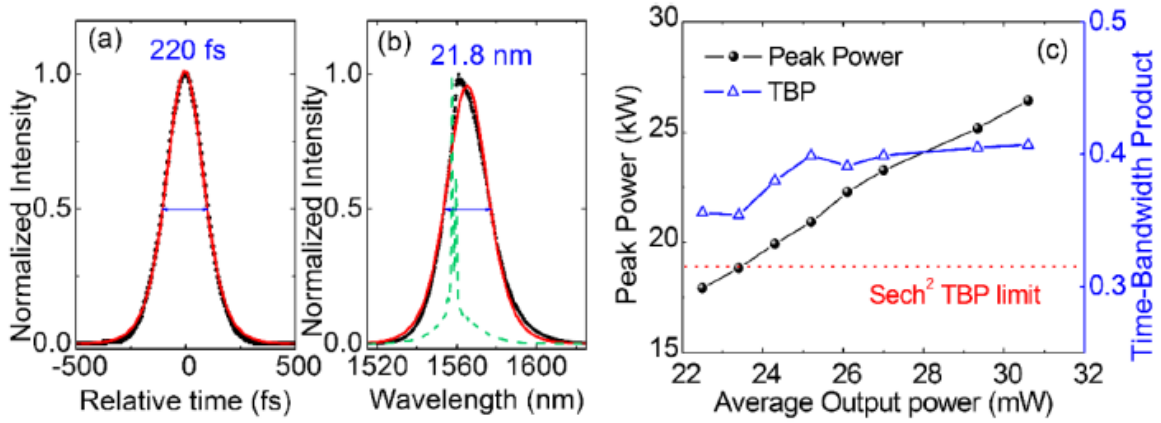 (a)
220 fs
Normalized Intensity
1.0
0.5
0.0
-500
0
500
Relative time (fs)
(b)
21.8 nm
Normalized Intensity
1.0
0.5
0.0
1520
1560
1600
Wavelength (nm)
(c)
Peak Power
TBP
Sech² TBP limit
Peak Power (kW)
30
25
20
15
22
24
26
28
30
32
Average Output power (mW)
0.5
0.4
0.3
Time-Bandwidth Product